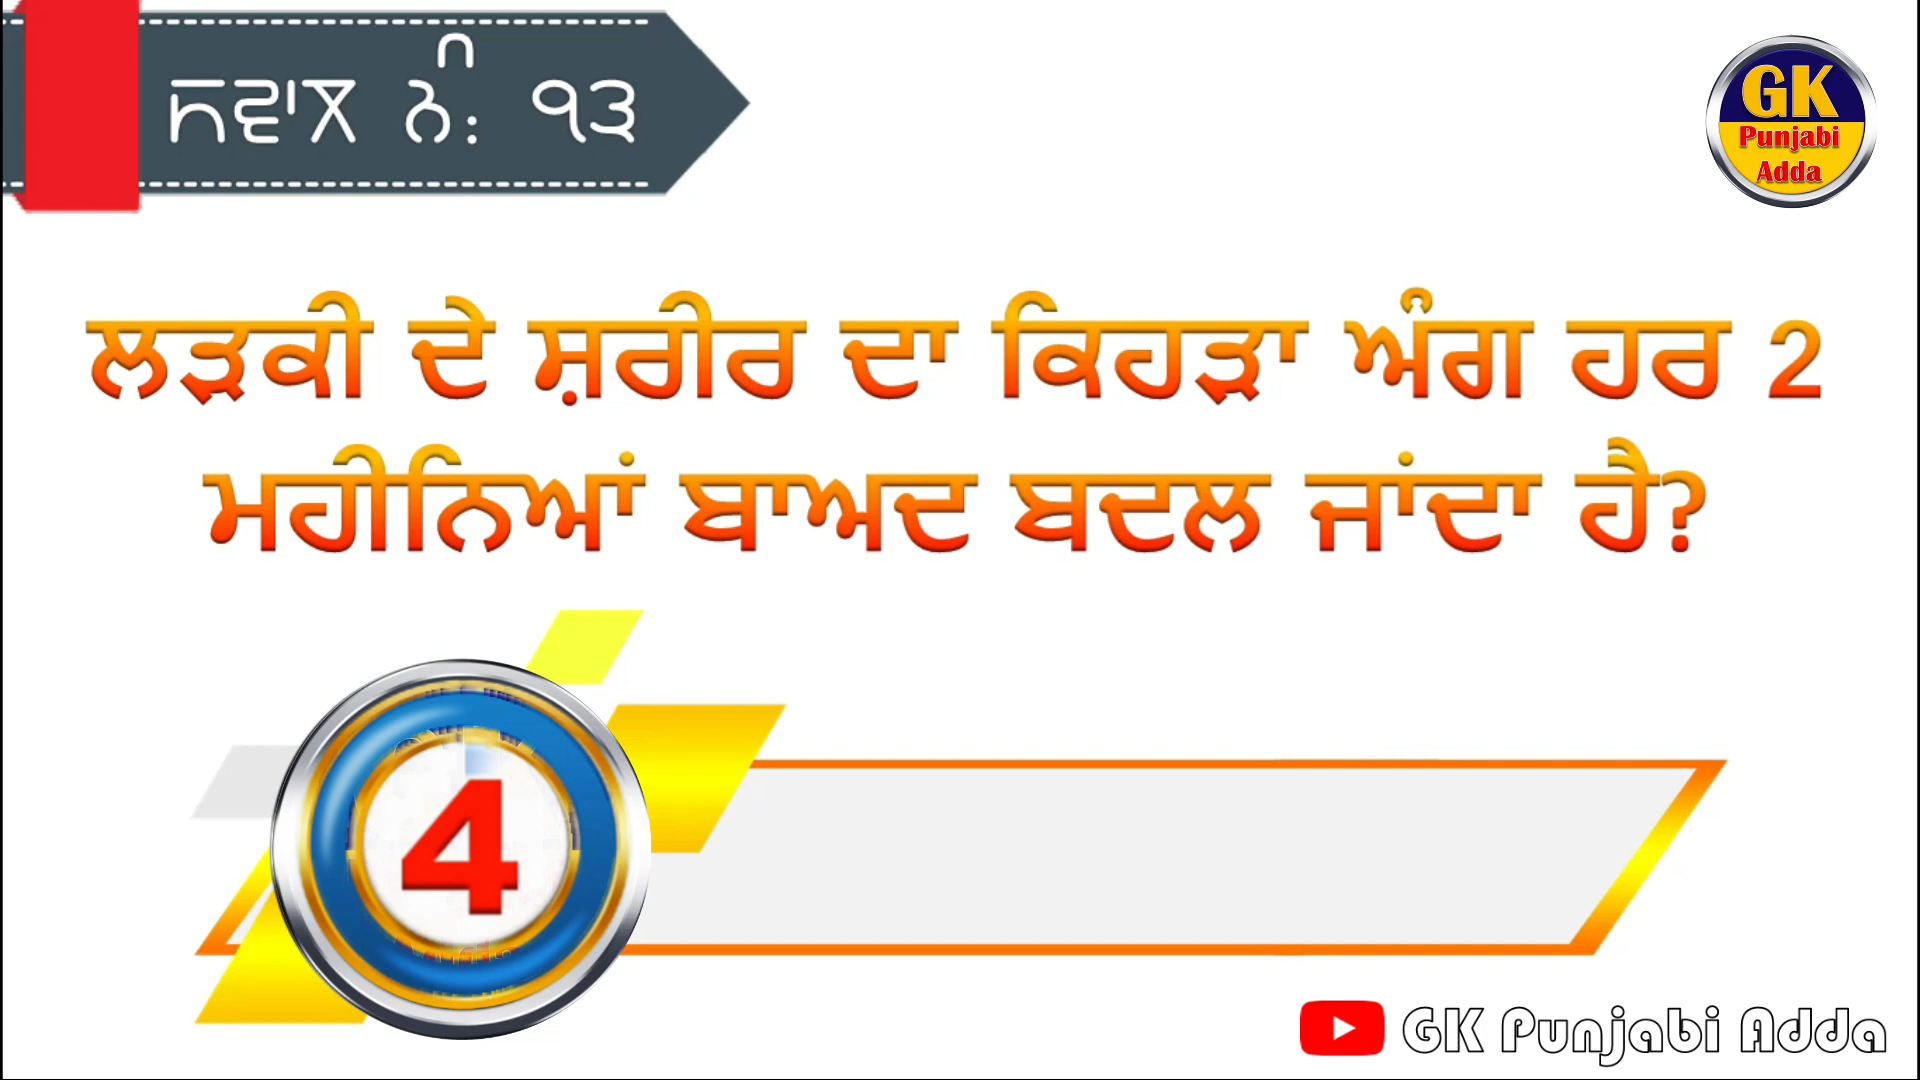 ਸਵਾਲ ਨੰ: ੧੩
GK
Punjabi
Adda
ਲੜਕੀ ਦੇ ਸ਼ਰੀਰ ਦਾ ਕਿਹੜਾ ਅੰਗ ਹਰ 2
ਮਹੀਨਿਆਂ ਬਾਅਦ ਬਦਲ ਜਾਂਦਾ ਹੈ?
4
GK Punjabi Adda